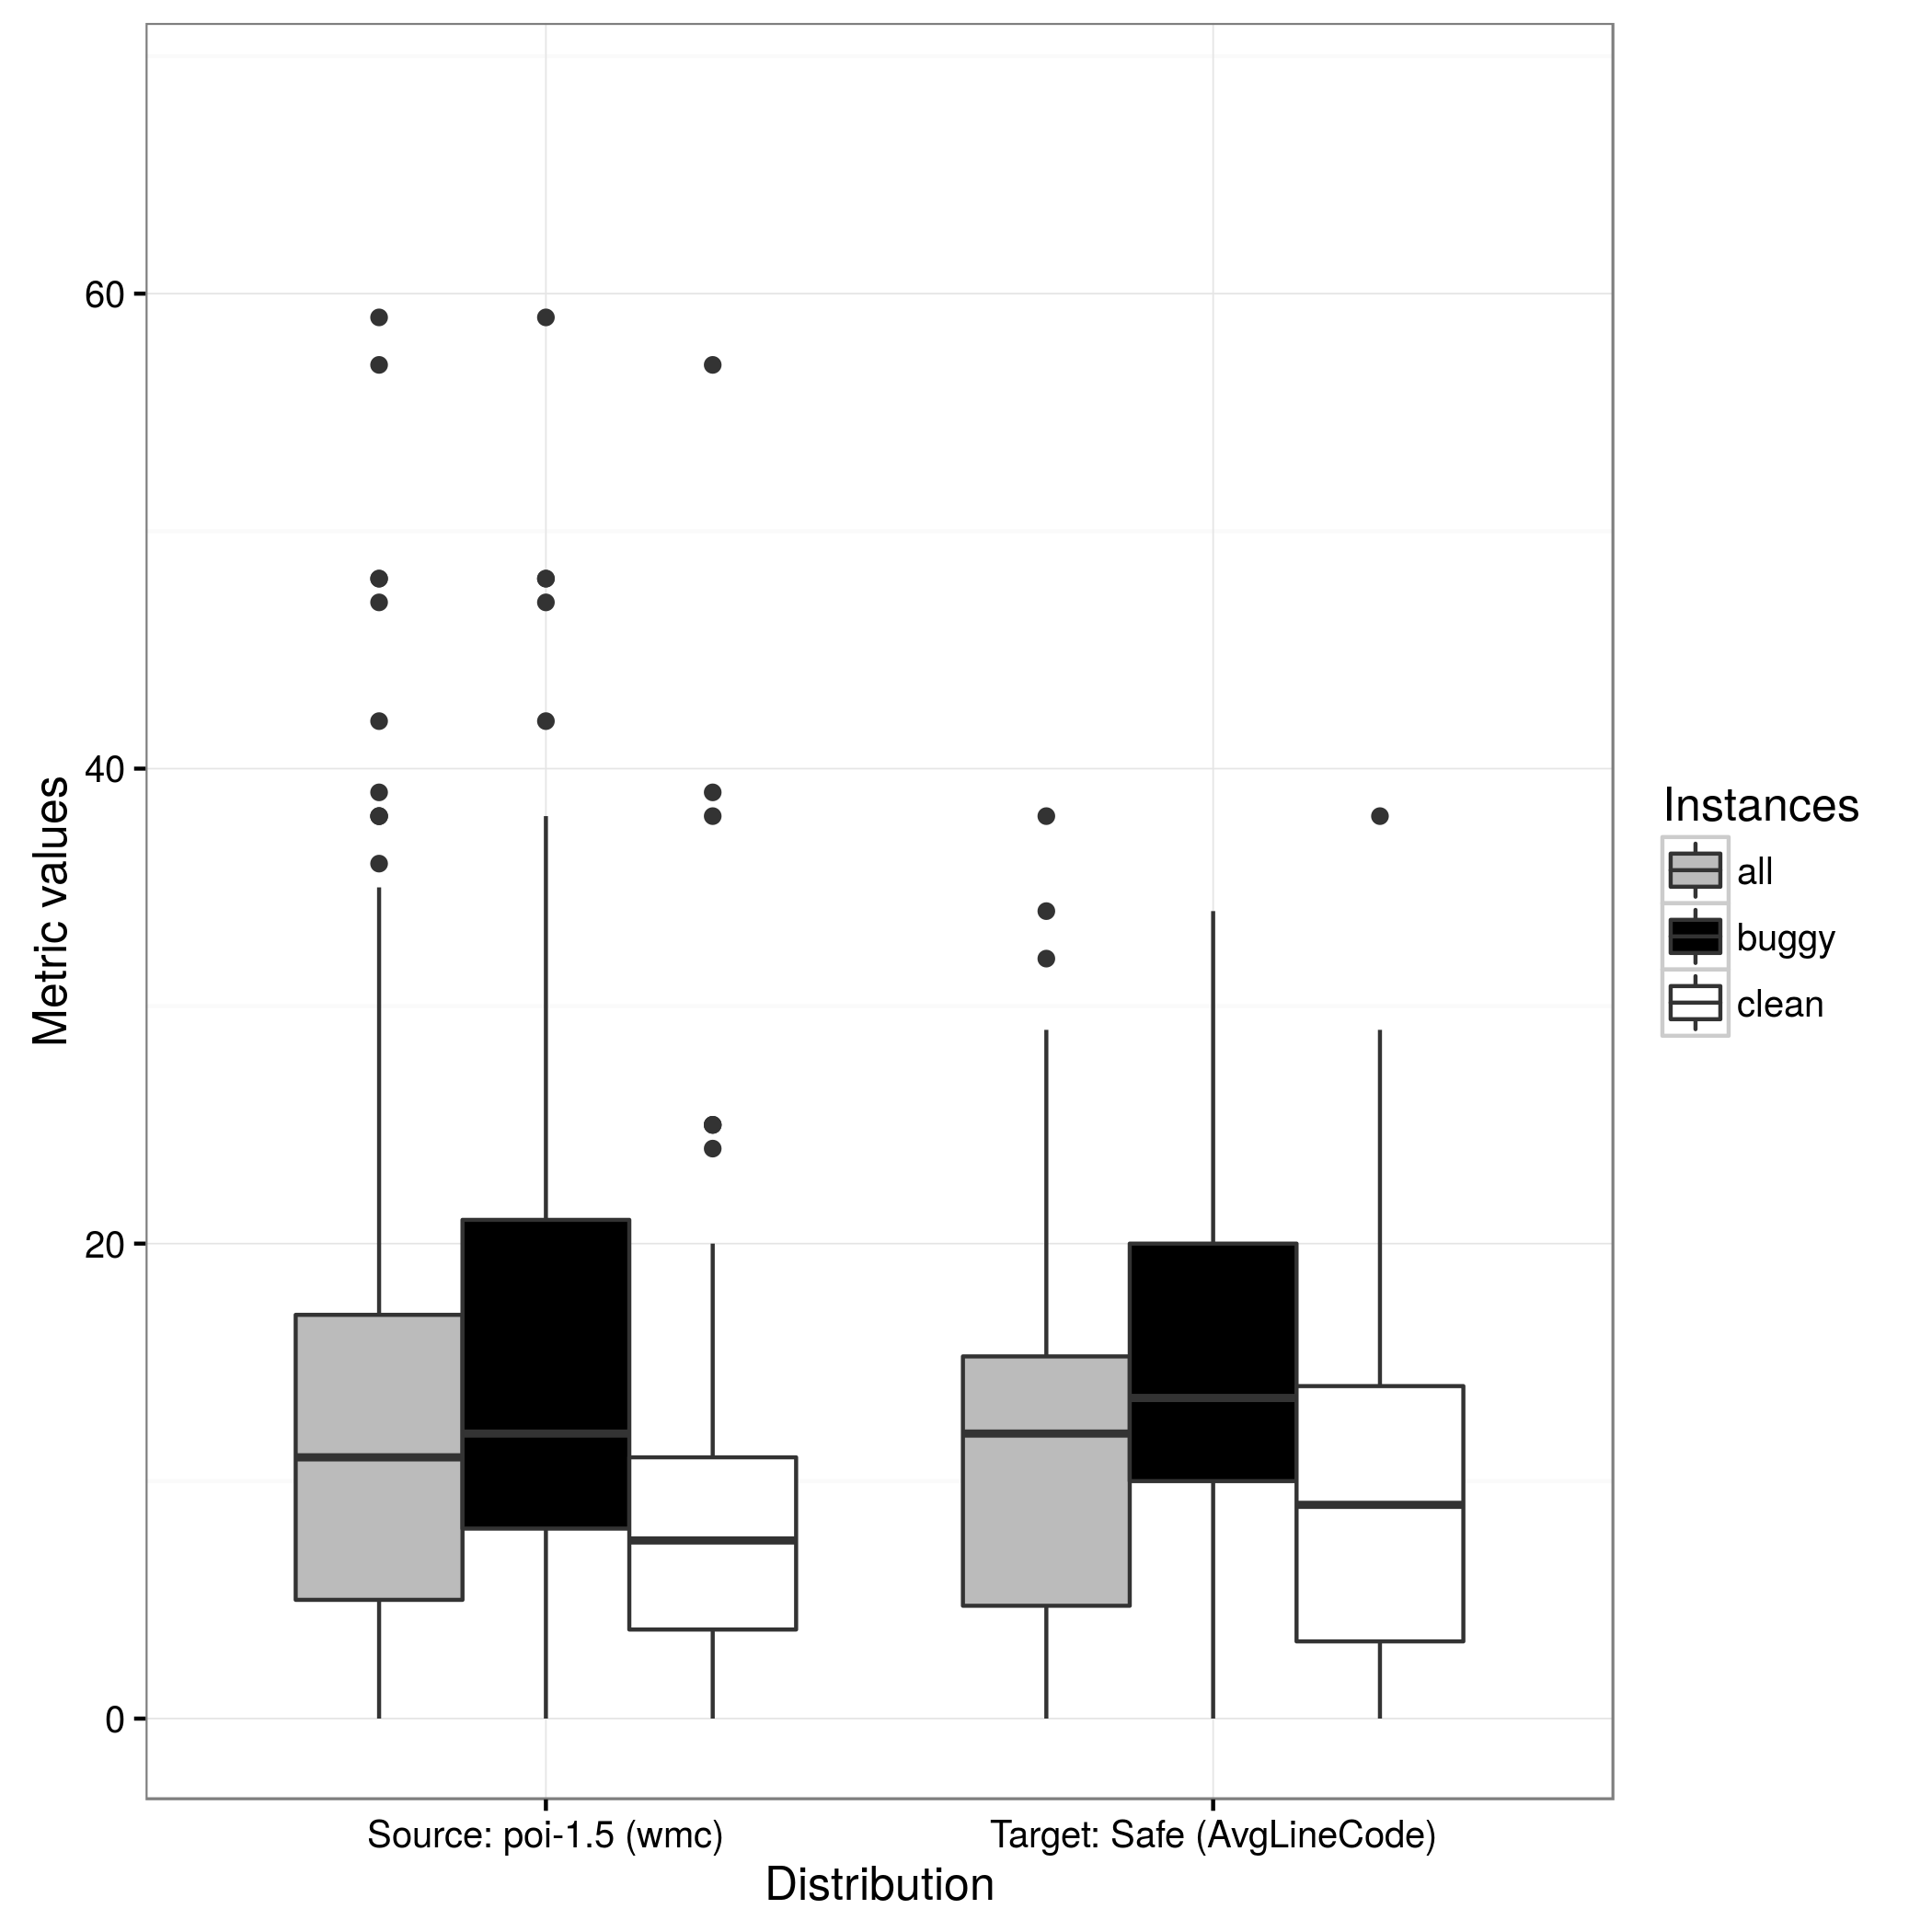 Metric values
60
40
20
0
Source: poi-1.5 (wmc)
Target: Safe (AvgLineCode)
Distribution
Instances
all
buggy
clean